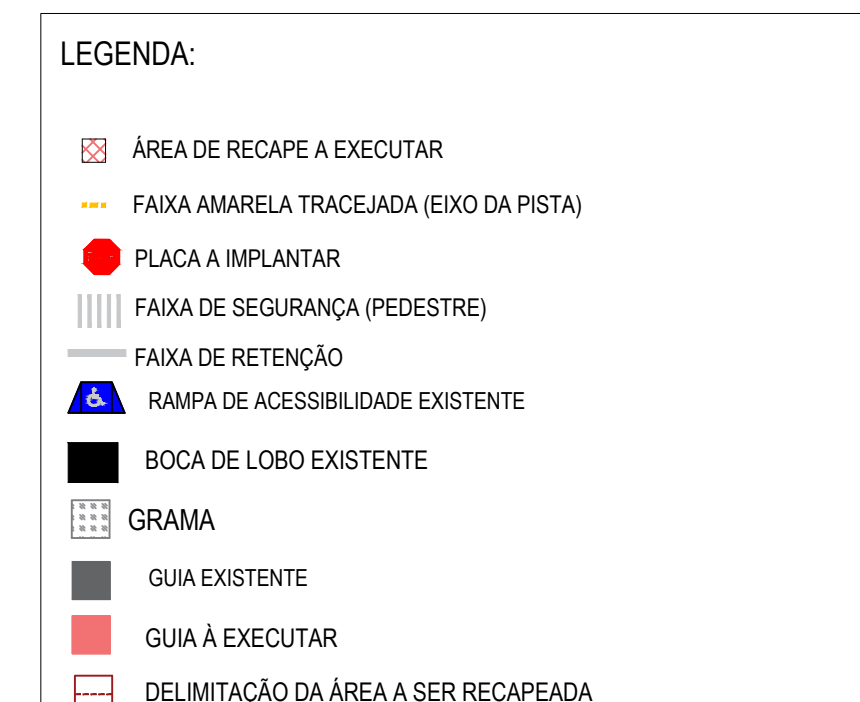 LEGENDA:
ÁREA DE RECAPE A EXECUTAR
FAIXA AMARELA TRACEJADA (EIXO DA PISTA)
PLACA A IMPLANTAR
FAIXA DE SEGURANÇA (PEDESTRE)
FAIXA DE RETENÇÃO
RAMPA DE ACESSIBILIDADE EXISTENTE
BOCA DE LOBO EXISTENTE
GRAMA
GUIA EXISTENTE
GUIA À EXECUTAR
DELIMITAÇÃO DA ÁREA A SER RECAPEADA